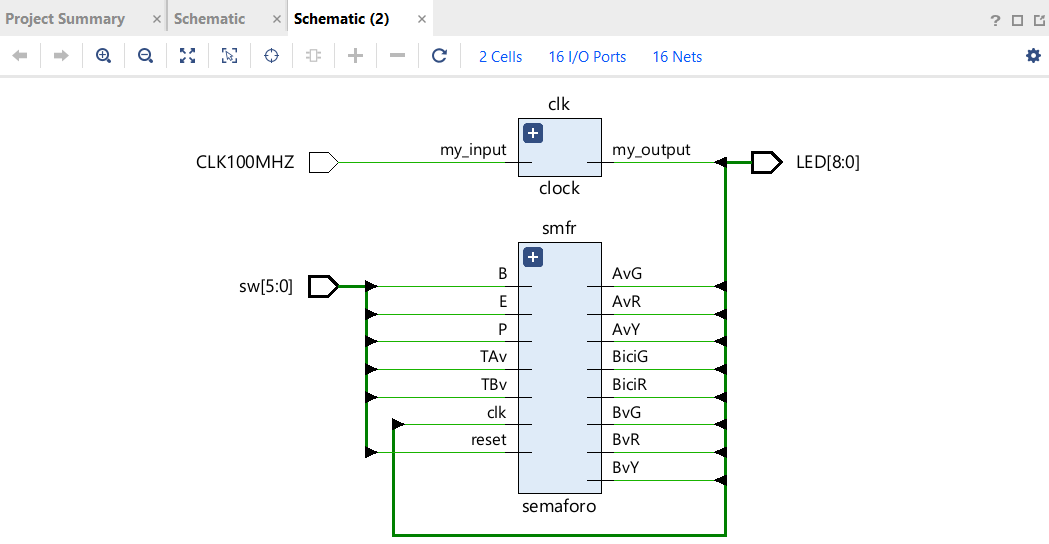 Project Summary × Schematic × Schematic (2) ×
?
2 Cells 16 I/O Ports 16 Nets
clk
CLK100MHZ my_input my_output LED[8:0]
clock
smfr
sw[5:0]
B AvG
E AvR
P AvY
TAv BiciG
TBv BiciR
clk BvG
reset BvR
BvY
semaforo